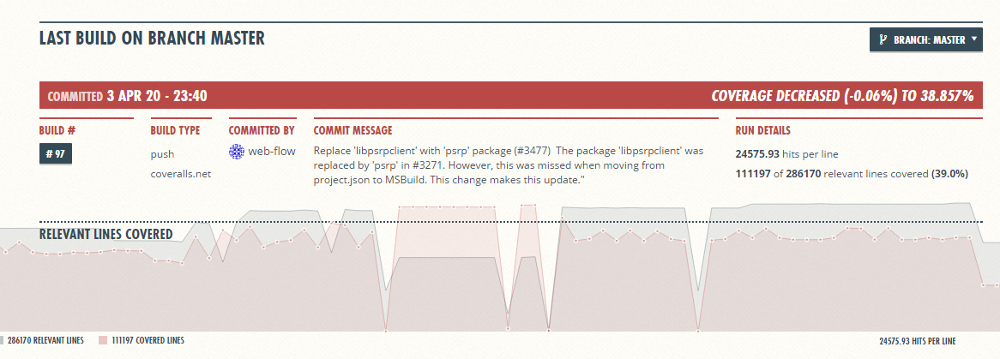 LAST BUILD ON BRANCH MASTER
BRANCH: MASTER
COMMITTED 3 APR 20 - 23:40
COVERAGE DECREASED (-0.06%) TO 38.857%
BUILD #
# 97
BUILD TYPE
push
coveralls.net
COMMITTED BY
web-flow
COMMIT MESSAGE
Replace 'libpsrpclient' with 'psrp' package (#3477) The package 'libpsrpclient' was
replaced by 'psrp' in #3271. However, this was missed when moving from
project.json to MSBuild. This change makes this update."
RUN DETAILS
24575.93 hits per line
111197 of 286170 relevant lines covered (39.0%)
RELEVANT LINES COVERED
286170 RELEVANT LINES
111197 COVERED LINES
24575.93 HITS PER LINE